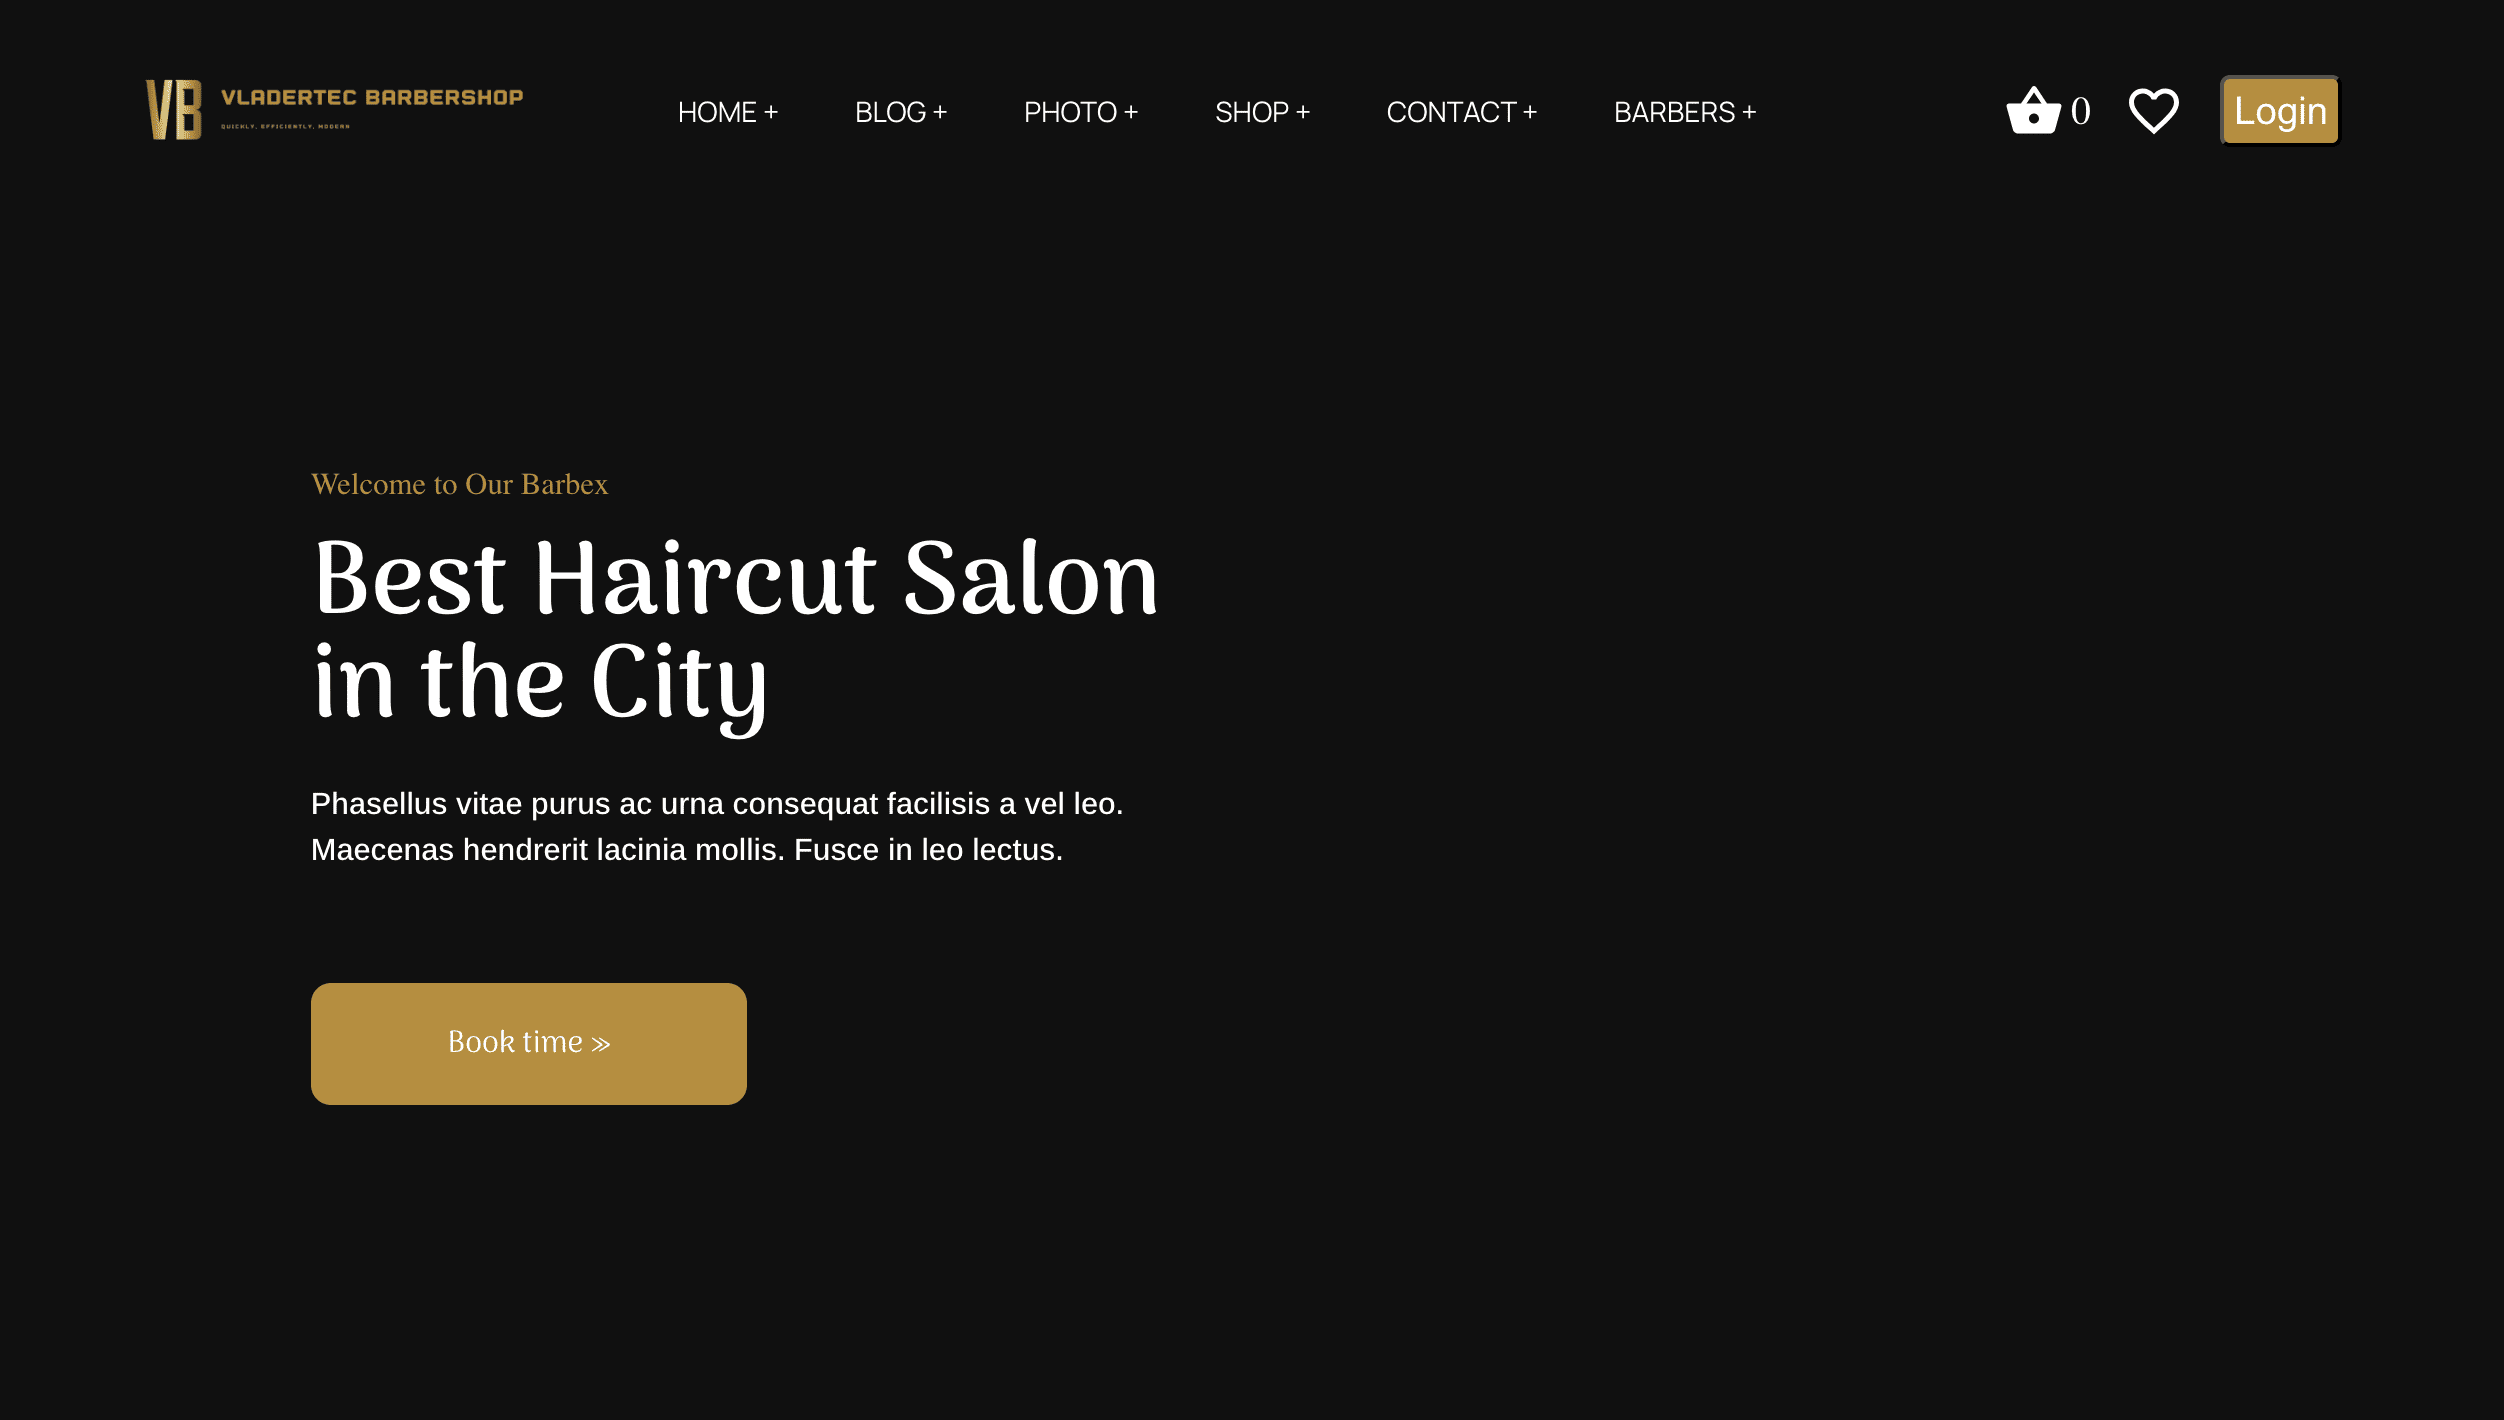 VB
VLADERTEC BARBERSHOP
QUICKLY, EFFICIENTLY, MODERN
HOME +
BLOG +
PHOTO +
SHOP +
CONTACT +
BARBERS +
0
Login
Welcome to Our Barbex
Best Haircut Salon
in the City
Phasellus vitae purus ac urna consequat facilisis a vel leo.
Maecenas hendrerit lacinia mollis. Fusce in leo lectus.
Book time »